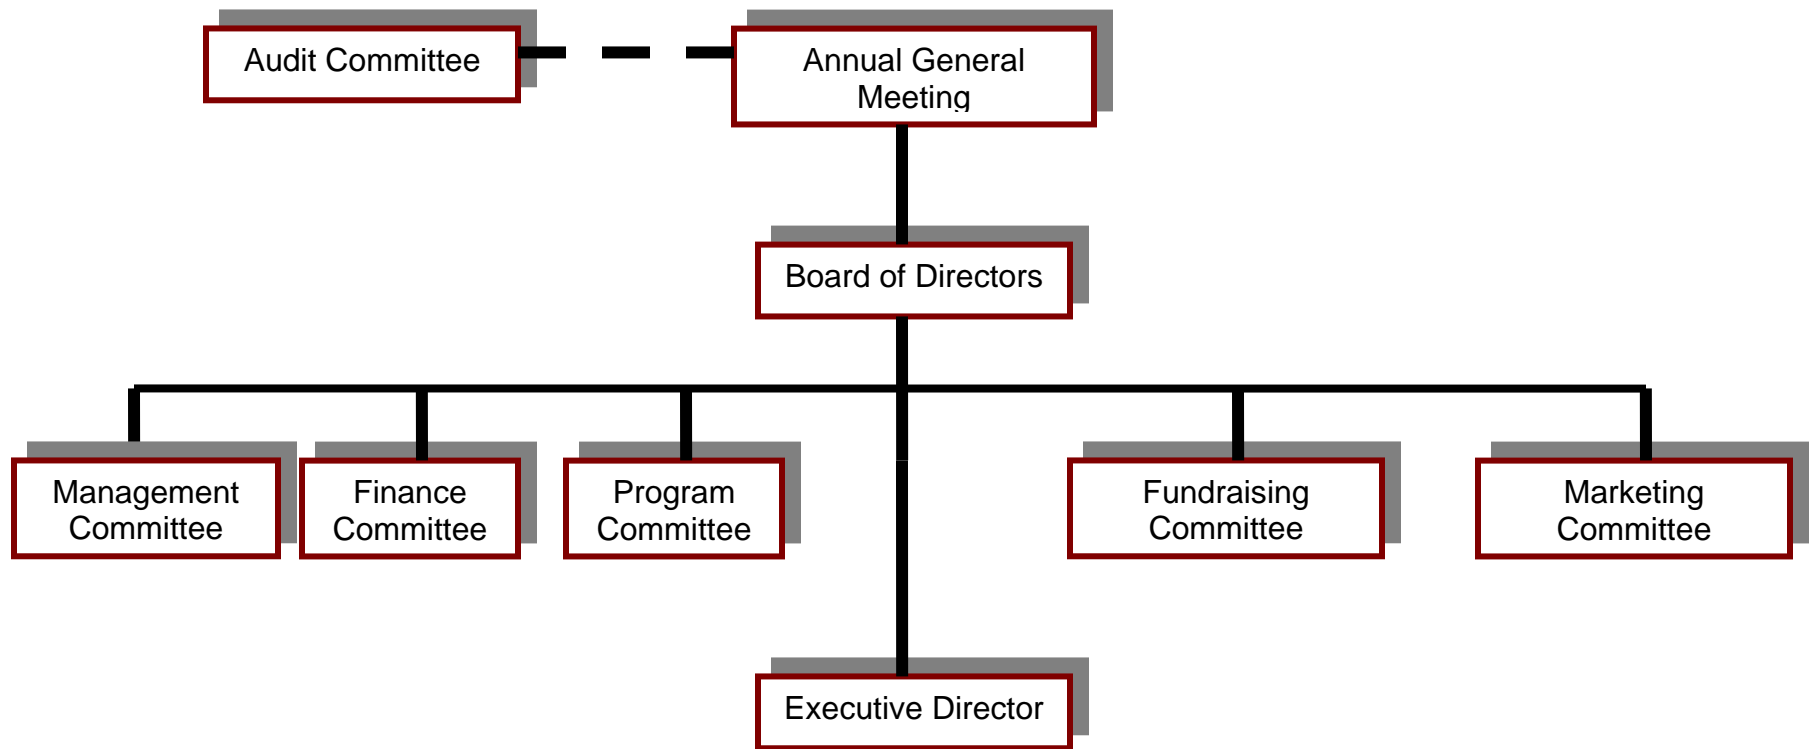 Audit Committee
Annual General
Meeting
Board of Directors
Management
Committee
Finance
Committee
Program
Committee
Fundraising
Committee
Marketing
Committee
Executive Director